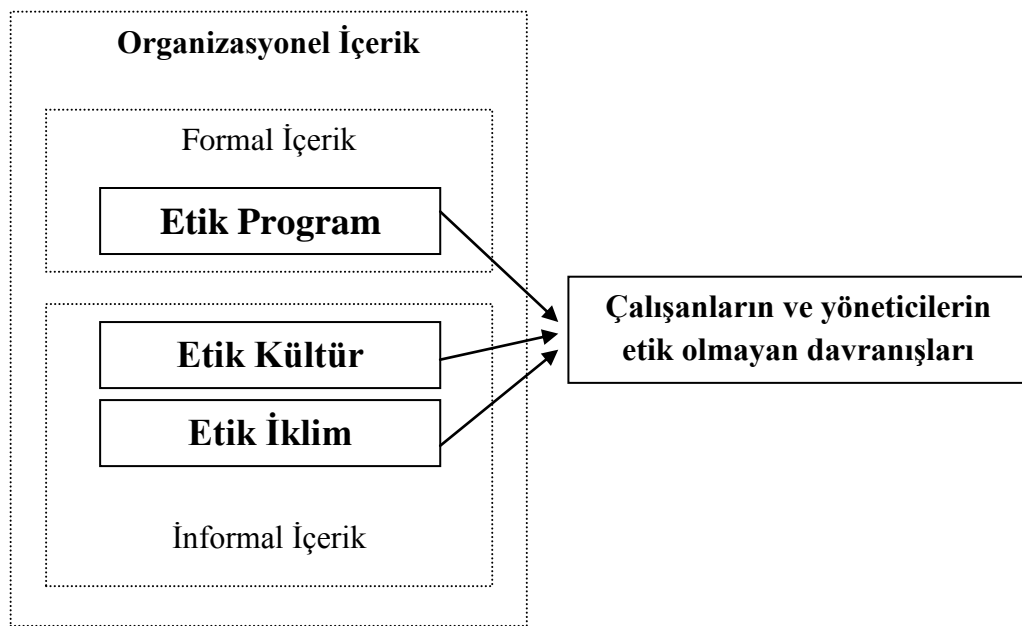 Organizasyonel İçerik
Formal İçerik
Etik Program
Etik Kültür
Etik İklim
İnformal İçerik
Çalışanların ve yöneticilerin
etik olmayan davranışları